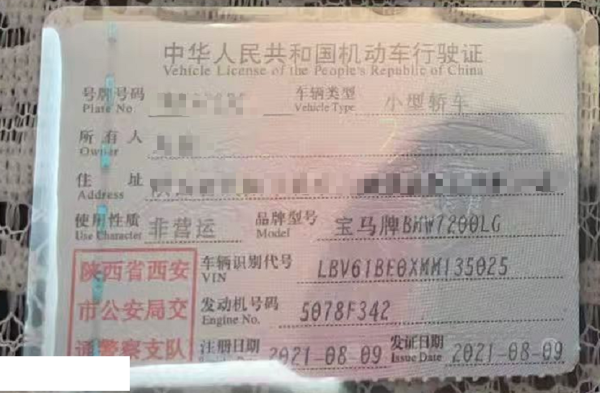 中华人民共和国机动车行驶证
Vehicle License of the People's Republic of China
号牌号码
Plate No
车辆类型 小型轿车
Vehicle Type
所有人
Owner
住 址
Address
使用性质 非营运
Use Character
品牌型号 宝马牌BMW7200LG
Model
陕西省西安
市公安局交
通警察支队
车辆识别代号 LBV61BE0XMM135025
VIN
发动机号码 5078F342
Engine No.
注册日期 2021-08-09
发证日期 2021-08-09
Issue Date